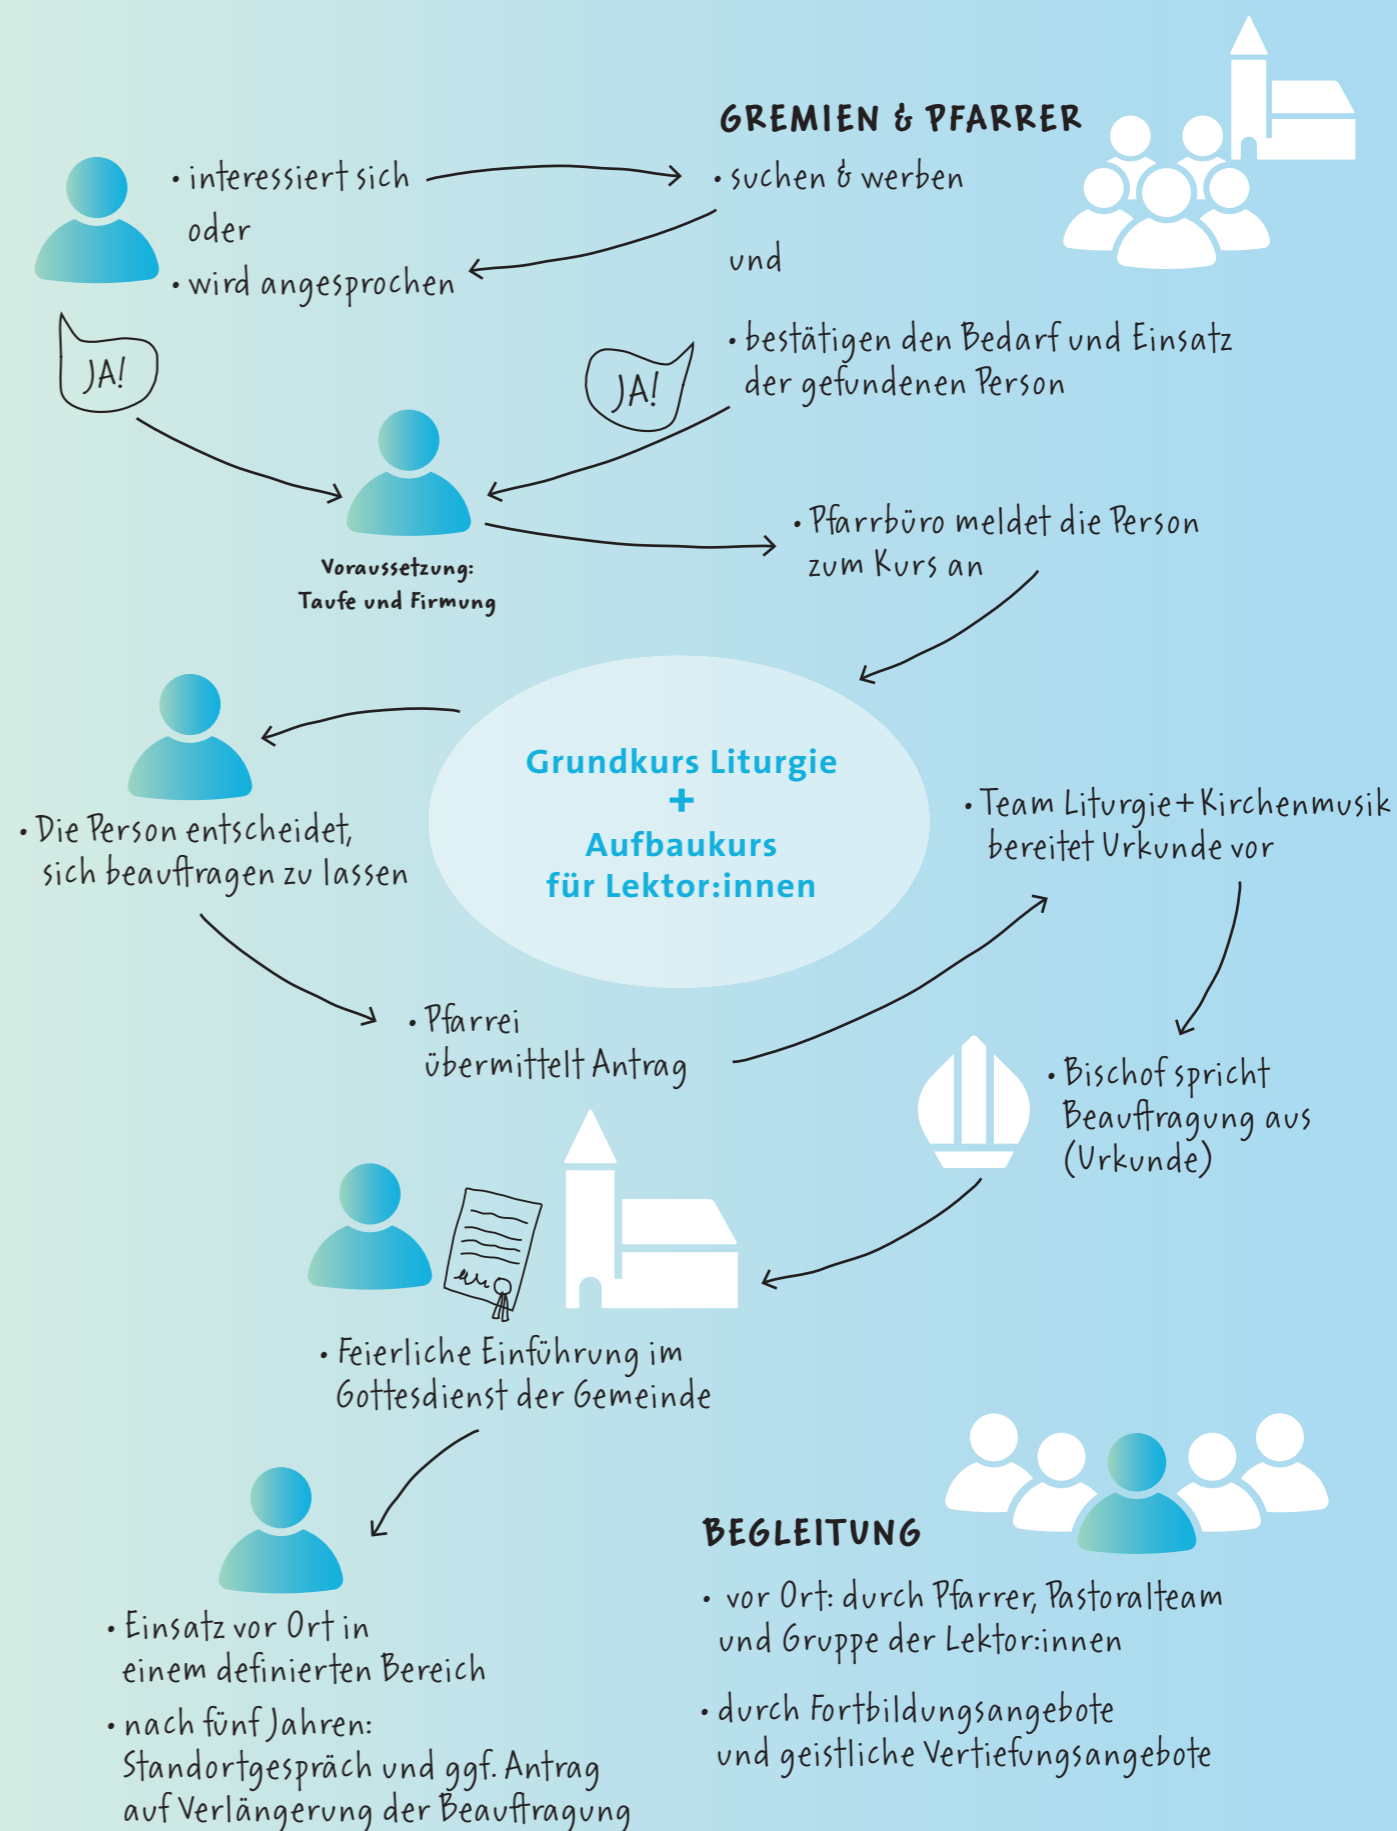 GREMIEN & PFARRER
• interessiert sich
oder
• wird angesprochen
• suchen & werben
und
• bestätigen den Bedarf und Einsatz
der gefundenen Person
JA!
JA!
Voraussetzung:
Taufe und Firmung
• Pfarrbüro meldet die Person
zum Kurs an
Grundkurs Liturgie
+
Aufbaukurs
für Lektor:innen
• Die Person entscheidet,
sich beauftragen zu lassen
• Pfarrei
übermittelt Antrag
• Team Liturgie+Kirchenmusik
bereitet Urkunde vor
• Bischof spricht
Beauftragung aus
(Urkunde)
• Feierliche Einführung im
Gottesdienst der Gemeinde
• Einsatz vor Ort in
einem definierten Bereich
• nach fünf Jahren:
Standortgespräch und ggf. Antrag
auf Verlängerung der Beauftragung
BEGLEITUNG
• vor Ort: durch Pfarrer, Pastoralteam
und Gruppe der Lektor:innen
• durch Fortbildungsangebote
und geistliche Vertiefungsangebote